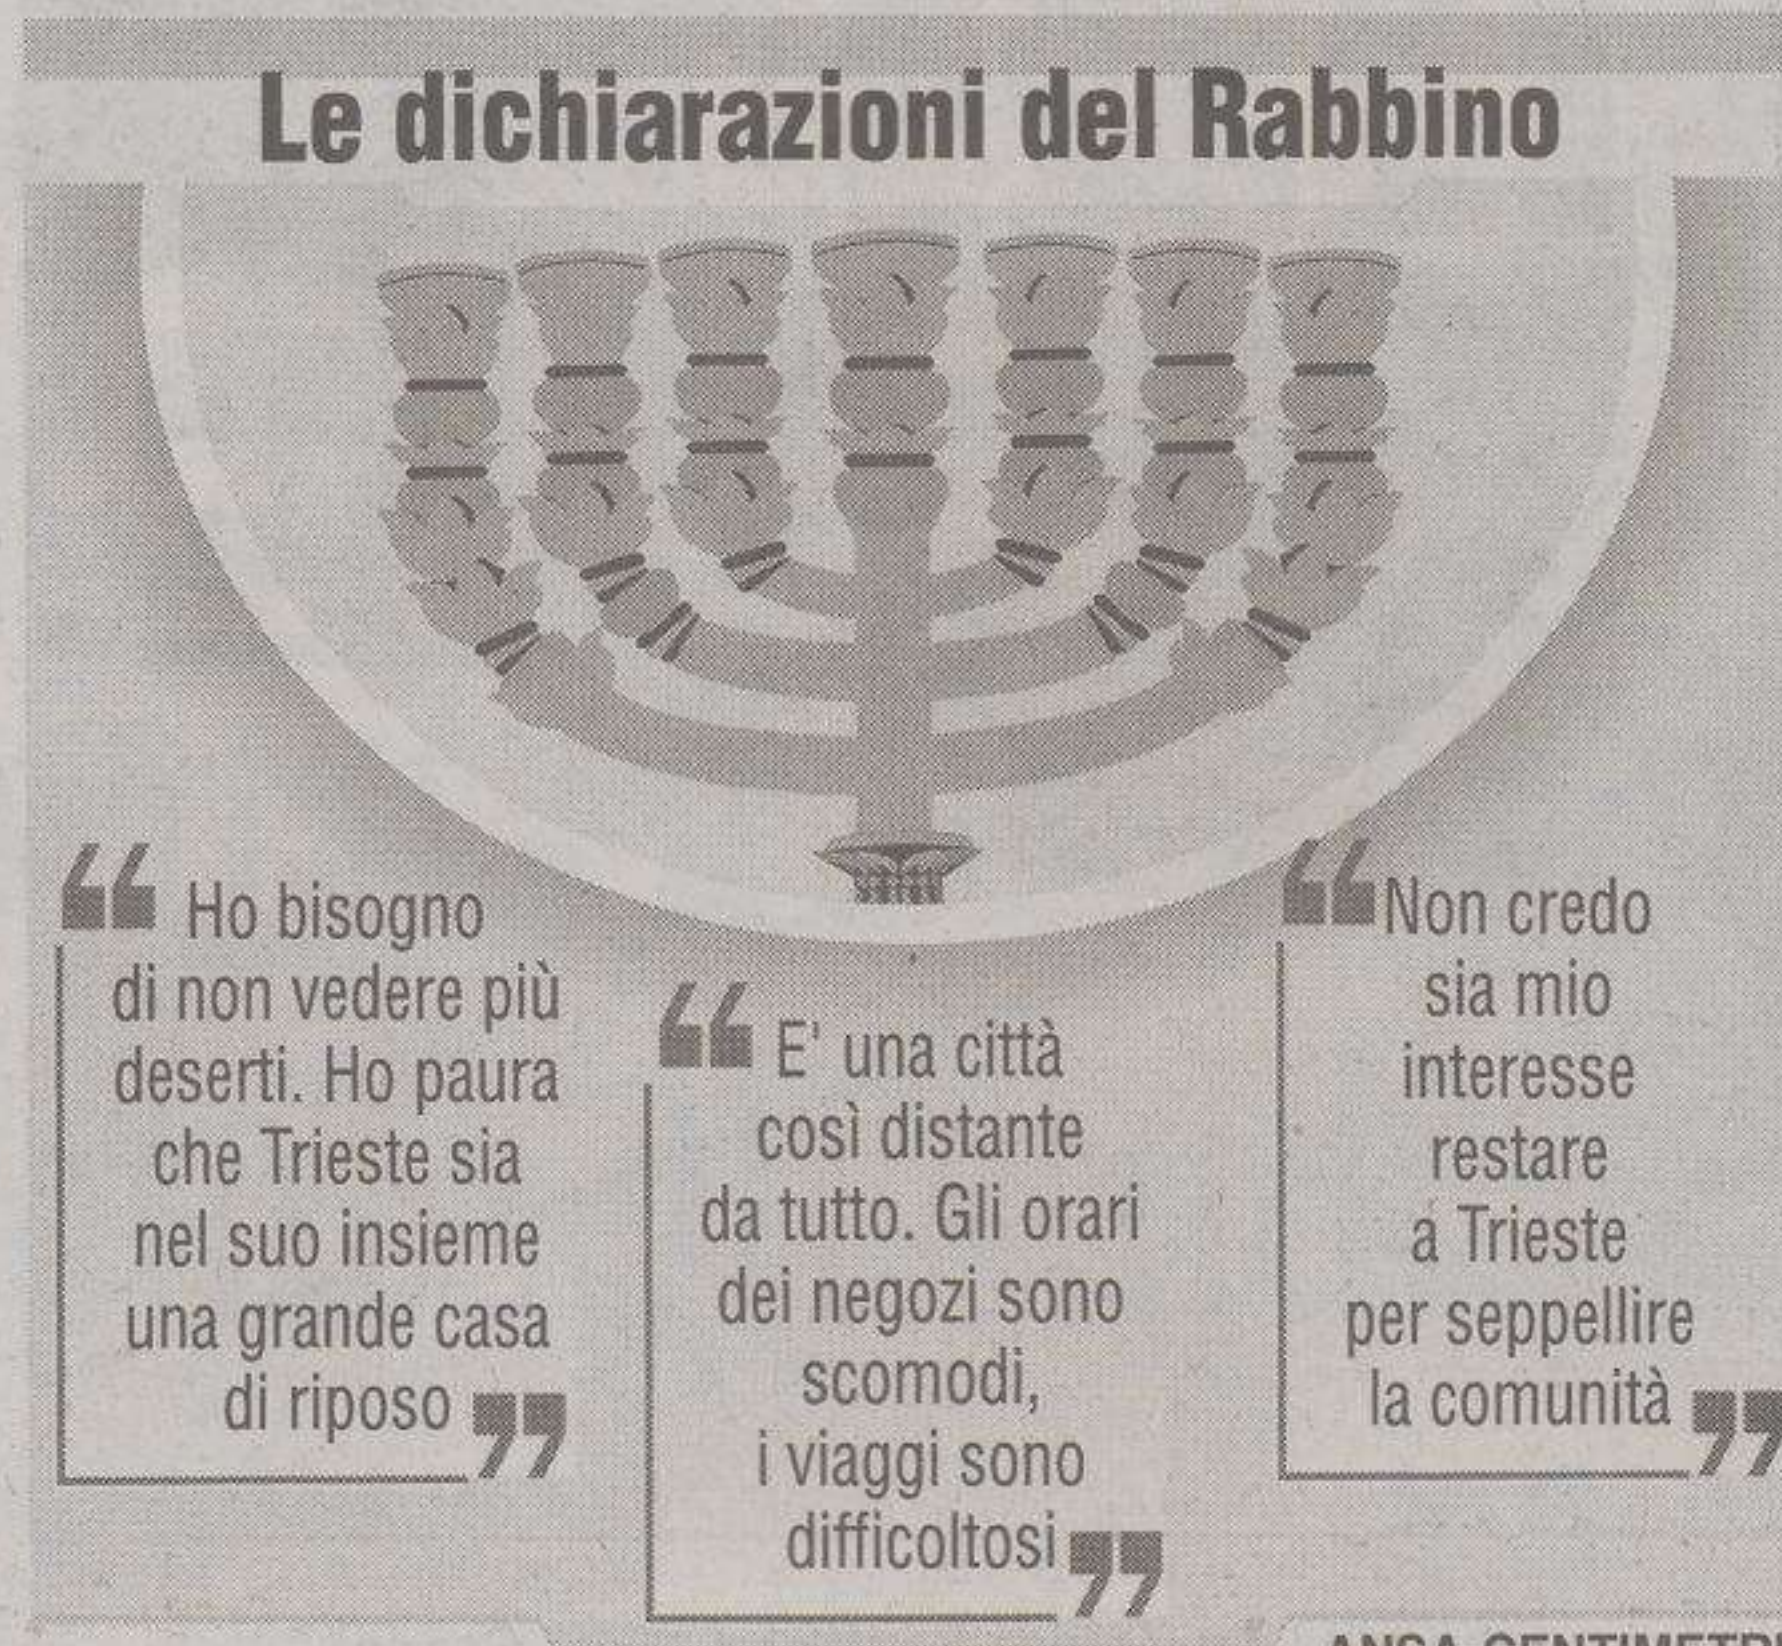 Le dichiarazioni del Rabbino
“ Ho bisogno
di non vedere più
deserti. Ho paura
che Trieste sia
nel suo insieme
una grande casa
di riposo ”
“ E' una città
così distante
da tutto. Gli orari
dei negozi sono
scomodi,
i viaggi sono
difficoltosi ”
“ Non credo
sia mio
interesse
restare
a Trieste
per seppellire
la comunità ”